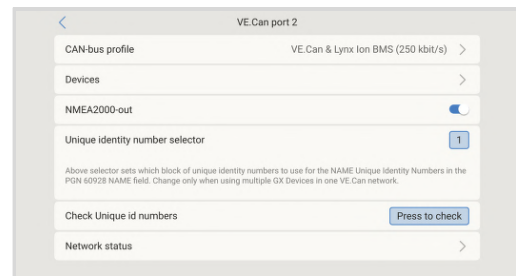 VE.Can port 2
CAN-bus profile VE.Can & Lynx Ion BMS (250 kbit/s)
Devices
NMEA2000-out
Unique identity number selector 1
Above selector sets which block of unique identity numbers to use for the NAME Unique Identity Numbers in the
PGN 60928 NAME field. Change only when using multiple GX Devices in one VE.Can network.
Check Unique id numbers Press to check
Network status